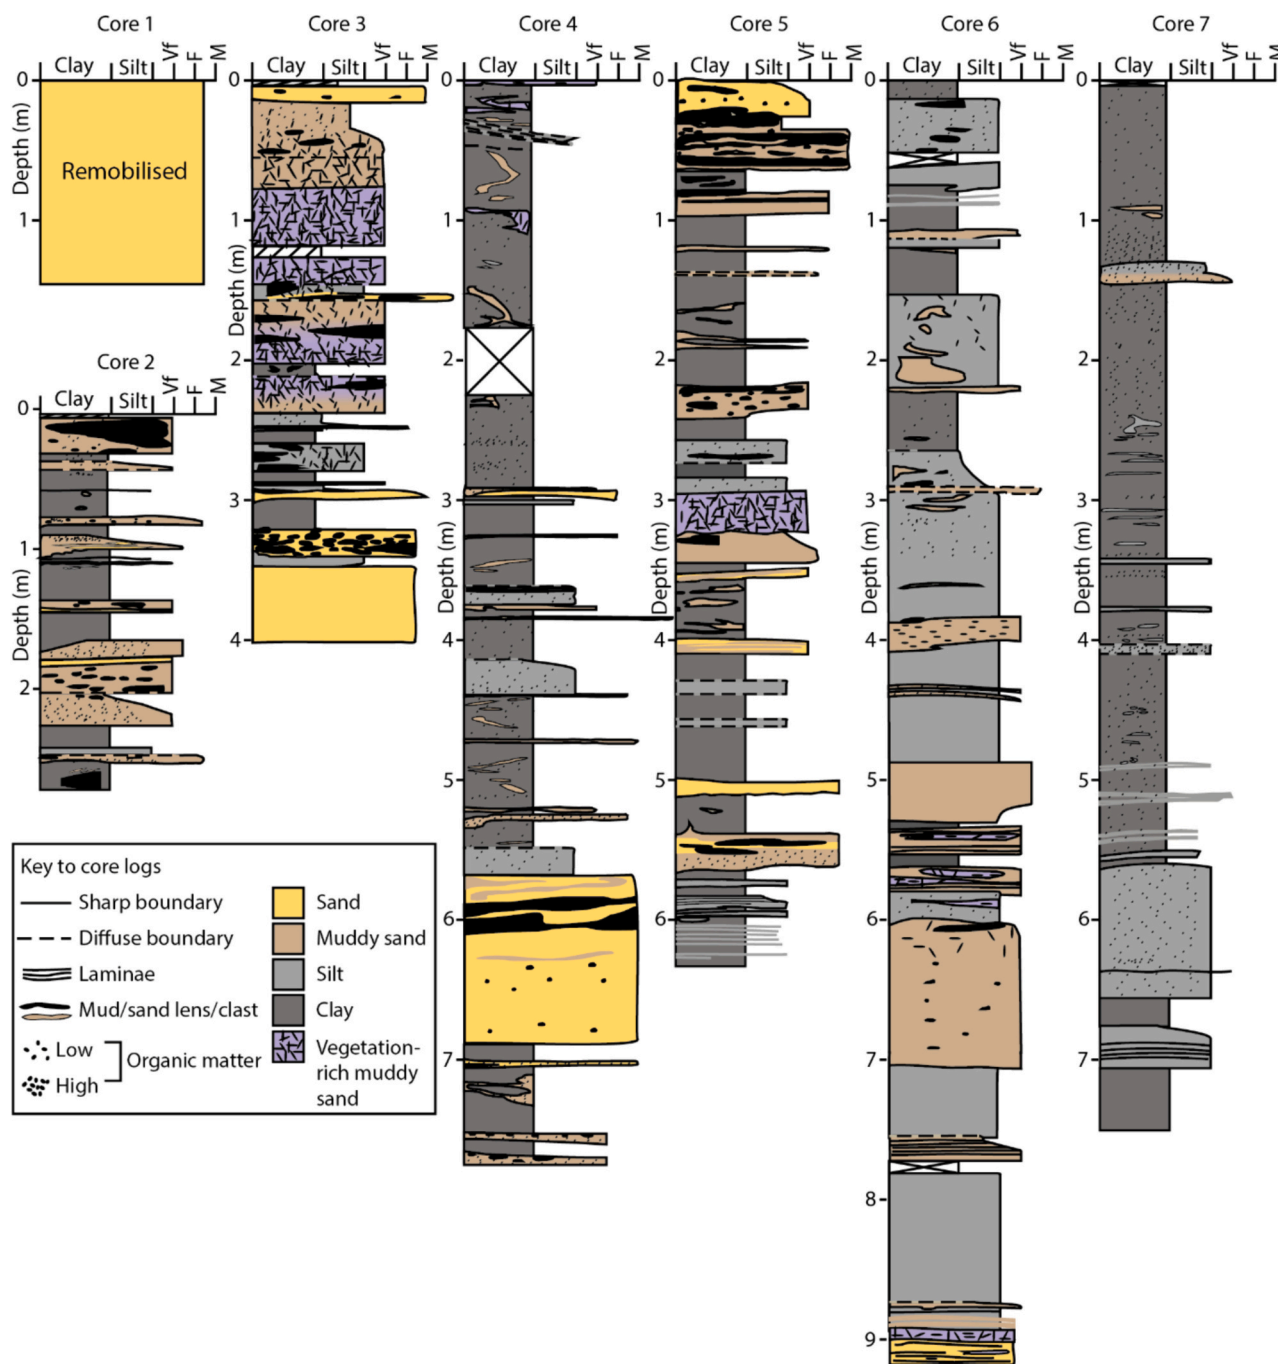 Core 1
Core 3
Core 4
Core 5
Core 6
Core 7
Clay Silt Vf F M
Clay Silt Vf F M
Clay Silt Vf F M
Clay Silt Vf F M
Clay Silt Vf F M
Clay Silt Vf F M
Depth (m)
0
1
Remobilised
Core 2
Clay Silt Vf F M
Depth (m)
0
1
2
Depth (m)
0
1
2
3
4
Depth (m)
0
1
2
3
4
5
6
7
Depth (m)
0
1
2
3
4
5
6
Depth (m)
0
1
2
3
4
5
6
7
8
9
Depth (m)
0
1
2
3
4
5
6
7
Key to core logs
Sharp boundary
Diffuse boundary
Laminae
Mud/sand lens/clast
Low
High
Organic matter
Sand
Muddy sand
Silt
Clay
Vegetation-
rich muddy
sand